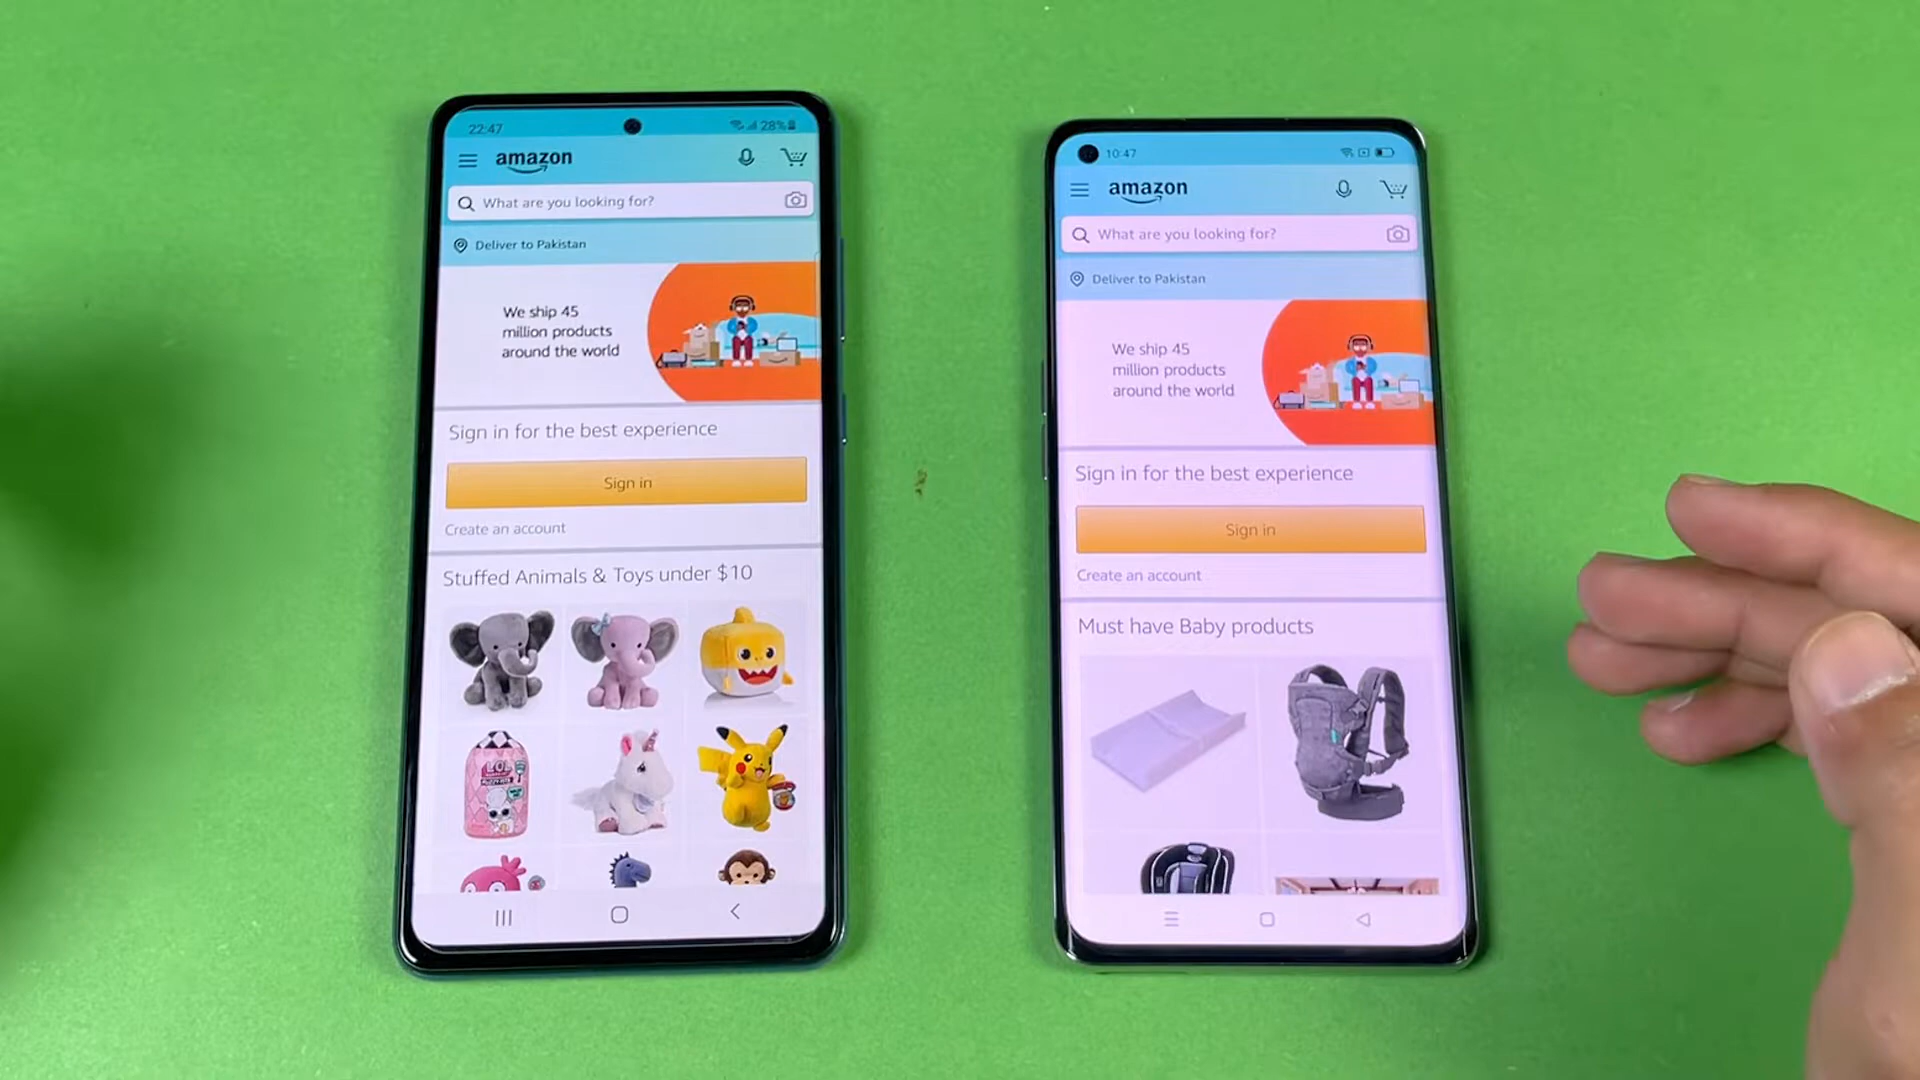 22:47
28%
amazon
What are you looking for?
Deliver to Pakistan
We ship 45
million products
around the world
Sign in for the best experience
Sign in
Create an account
Stuffed Animals & Toys under $10
LOL
10:47
amazon
What are you looking for?
Deliver to Pakistan
We ship 45
million products
around the world
Sign in for the best experience
Sign in
Create an account
Must have Baby products